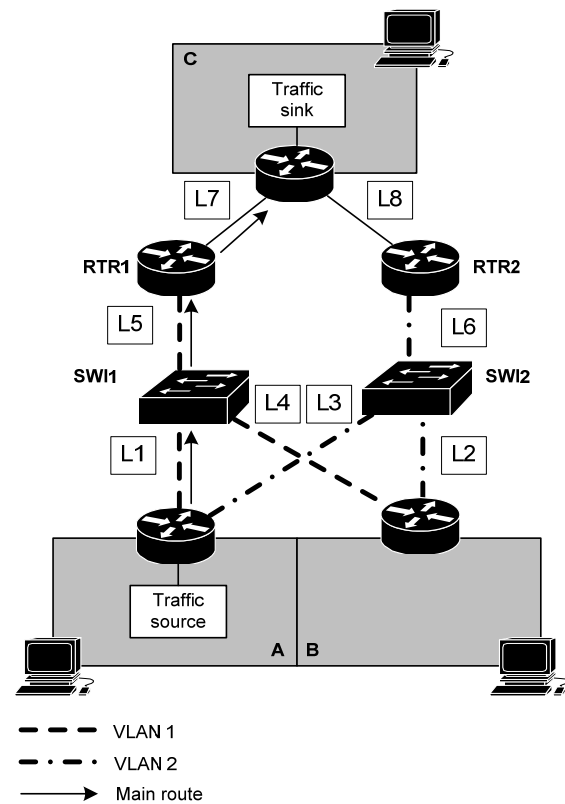 C
Traffic
sink
L7
L8
RTR1
RTR2
L5
L6
SWI1
L4
L3
SWI2
L1
L2
Traffic
source
A
B
VLAN 1
VLAN 2
Main route